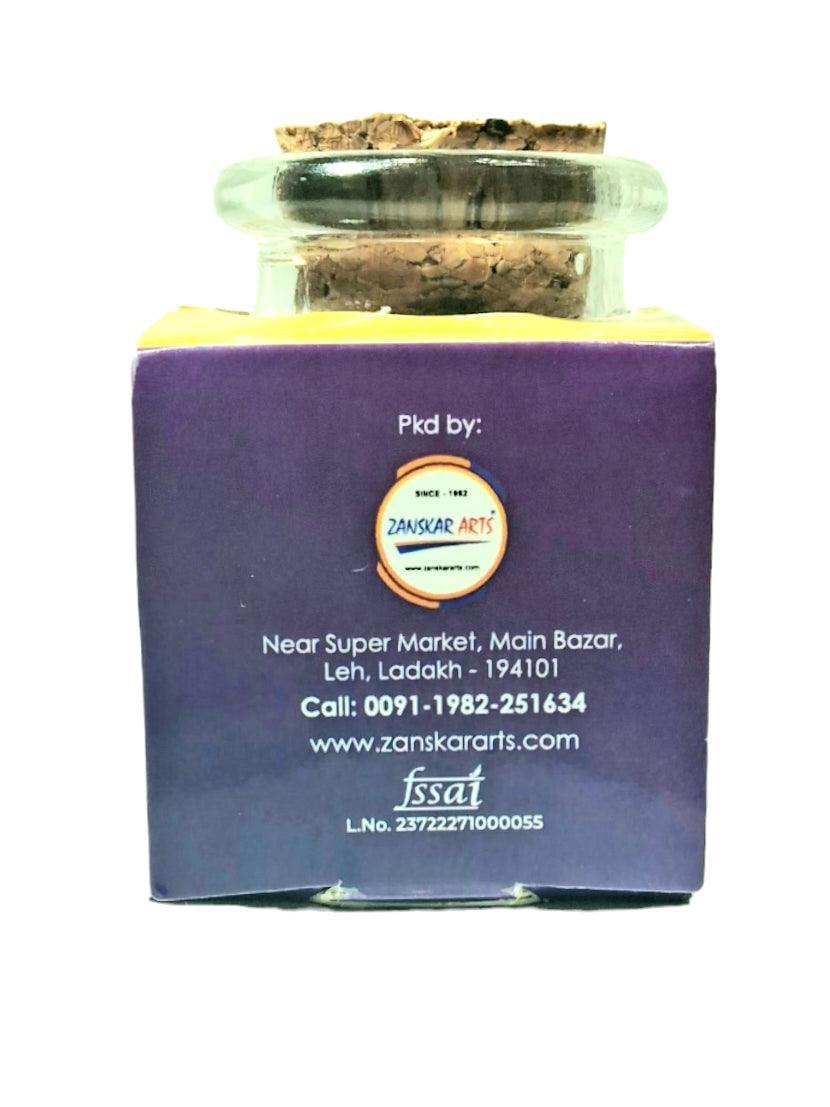 Pkd by:
SINCE - 1982
ZANSKAR ARTS
www.zanskararts.com
Near Super Market, Main Bazar,
Leh, Ladakh - 194101
Call: 0091-1982-251634
www.zanskararts.com
fssai
L.No. 23722271000055